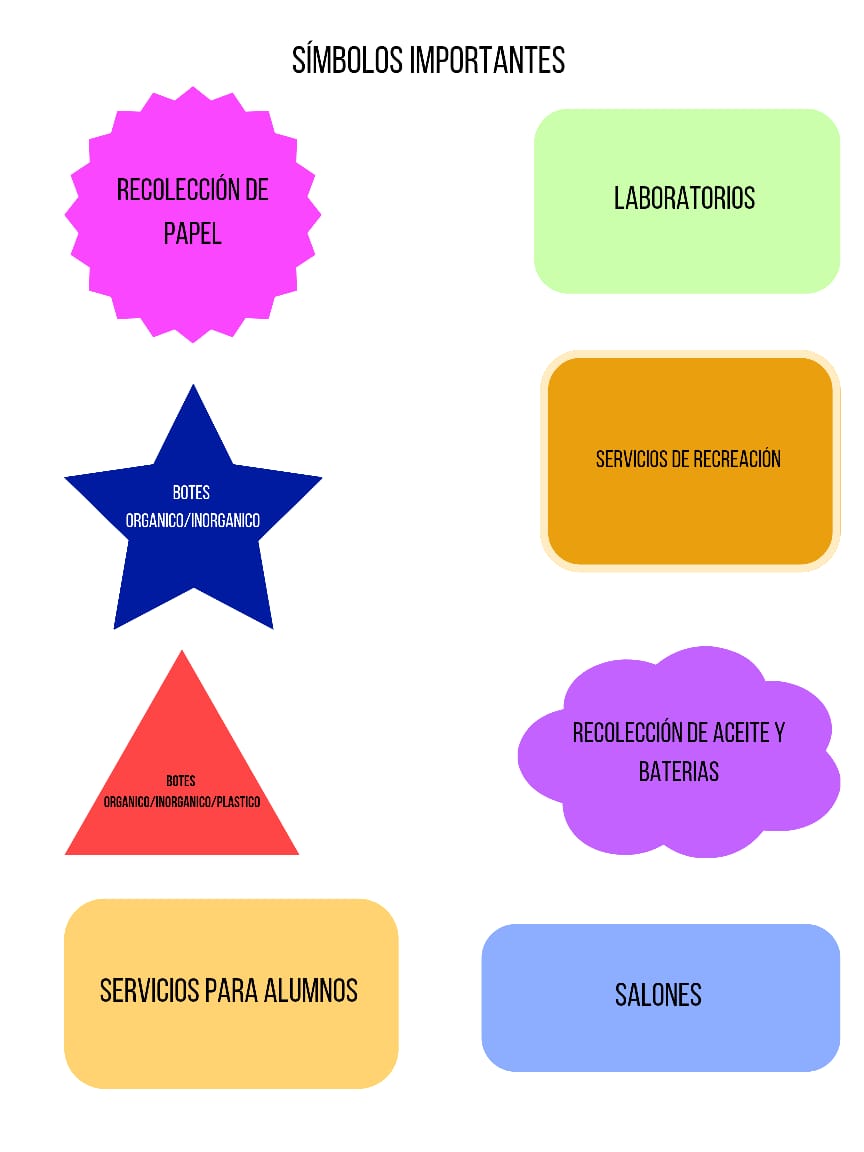 SÍMBOLOS IMPORTANTES
RECOLECCIÓN DE
PAPEL
LABORATORIOS
BOTES
ORGANICO/INORGANICO
SERVICIOS DE RECREACIÓN
BOTES
ORGANICO/INORGANICO/PLASTICO
RECOLECCIÓN DE ACEITE Y
BATERIAS
SERVICIOS PARA ALUMNOS
SALONES